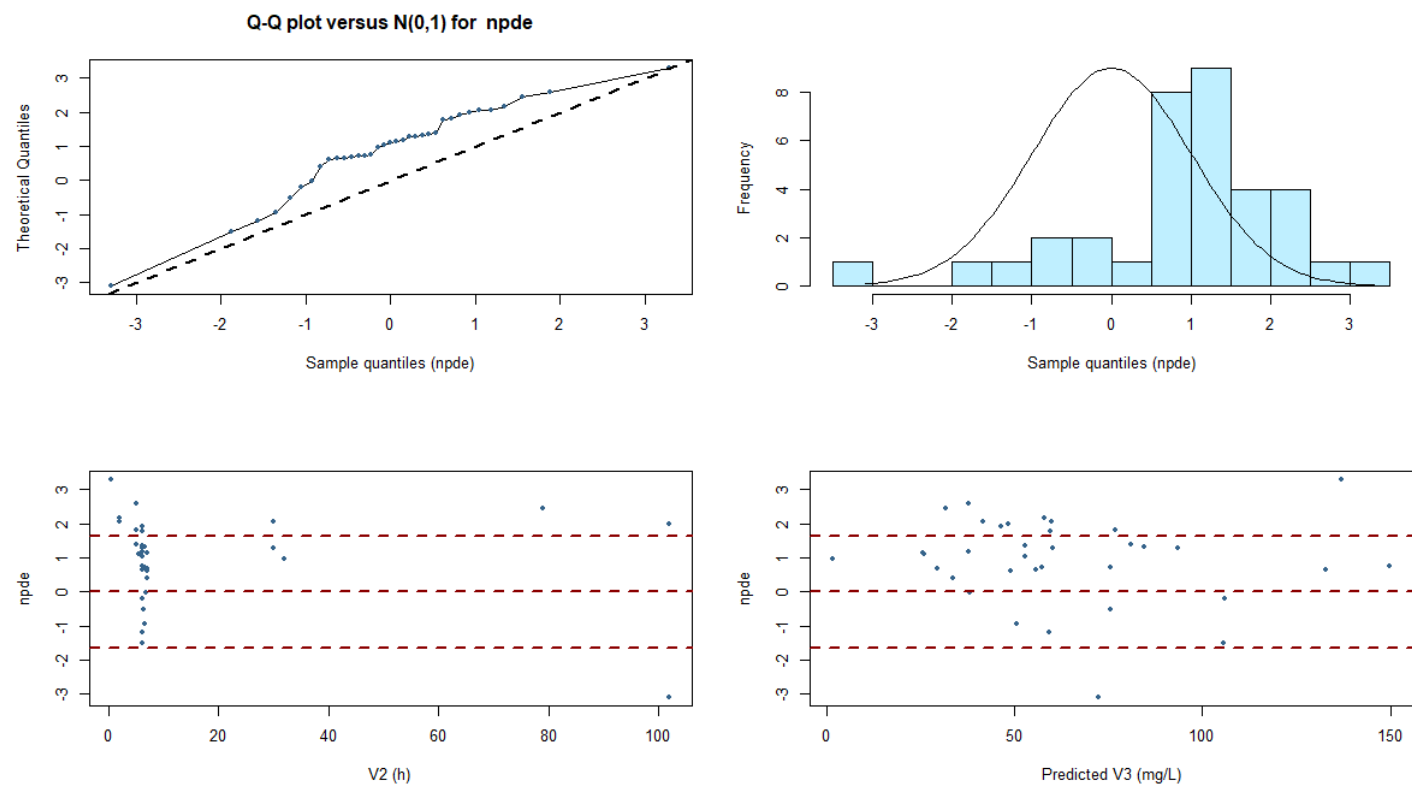 Q-Q plot versus N(0,1) for npde
Theoretical Quantiles
3
2
1
0
-1
-2
-3
-3 -2 -1 0 1 2 3
Sample quantiles (npde)
Frequency
8
6
4
2
0
-3 -2 -1 0 1 2 3
Sample quantiles (npde)
npde
3
2
1
0
-1
-2
-3
0 20 40 60 80 100
V2 (h)
npde
3
2
1
0
-1
-2
-3
0 50 100 150
Predicted V3 (mg/L)